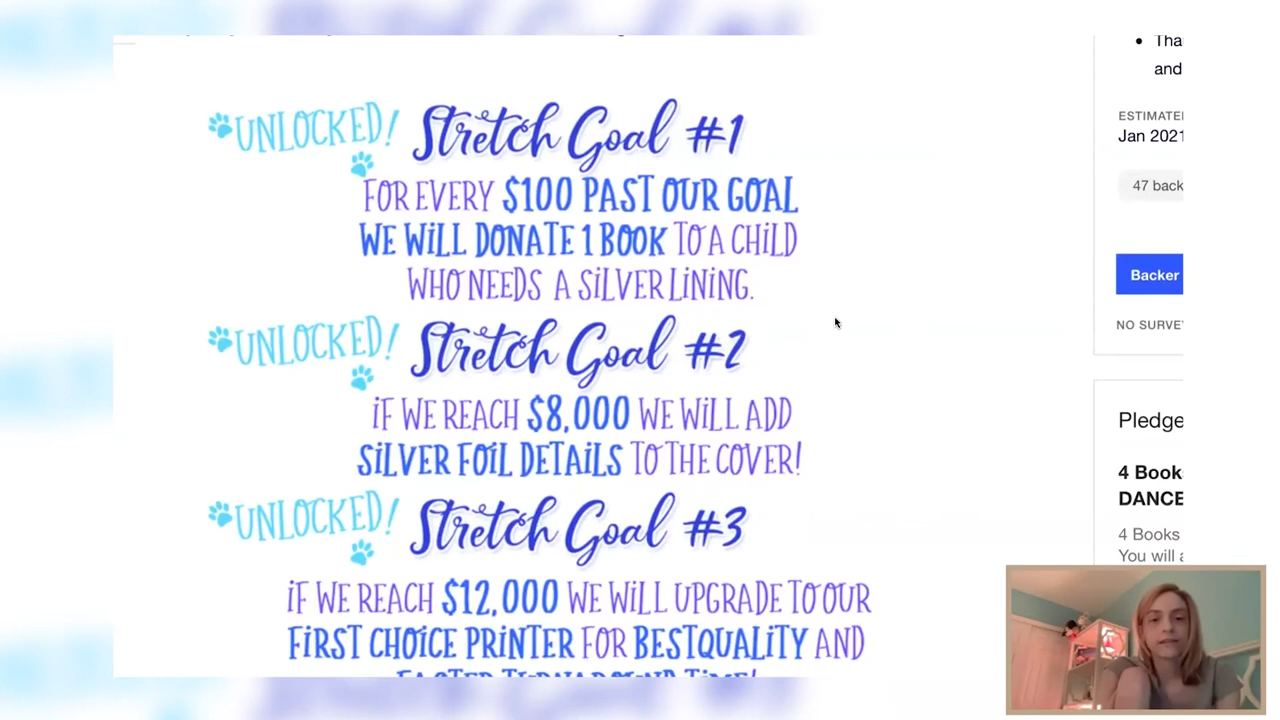 UNLOCKED! Stretch Goal #1
FOR EVERY $100 PAST OUR GOAL
WE WILL DONATE 1 BOOK TO A CHILD
WHO NEEDS A SILVER LINING.
UNLOCKED! Stretch Goal #2
IF WE REACH $8,000 WE WILL ADD
SILVER FOIL DETAILS TO THE COVER!
UNLOCKED! Stretch Goal #3
IF WE REACH $12,000 WE WILL UPGRADE TO OUR
FIRST CHOICE PRINTER FOR BEST QUALITY AND
FASTER TURNAROUND TIME!
and
ESTIMATE
Jan 2021
47 back
Backer
NO SURVE
Pledge
4 Book
DANCE
4 Books
You will